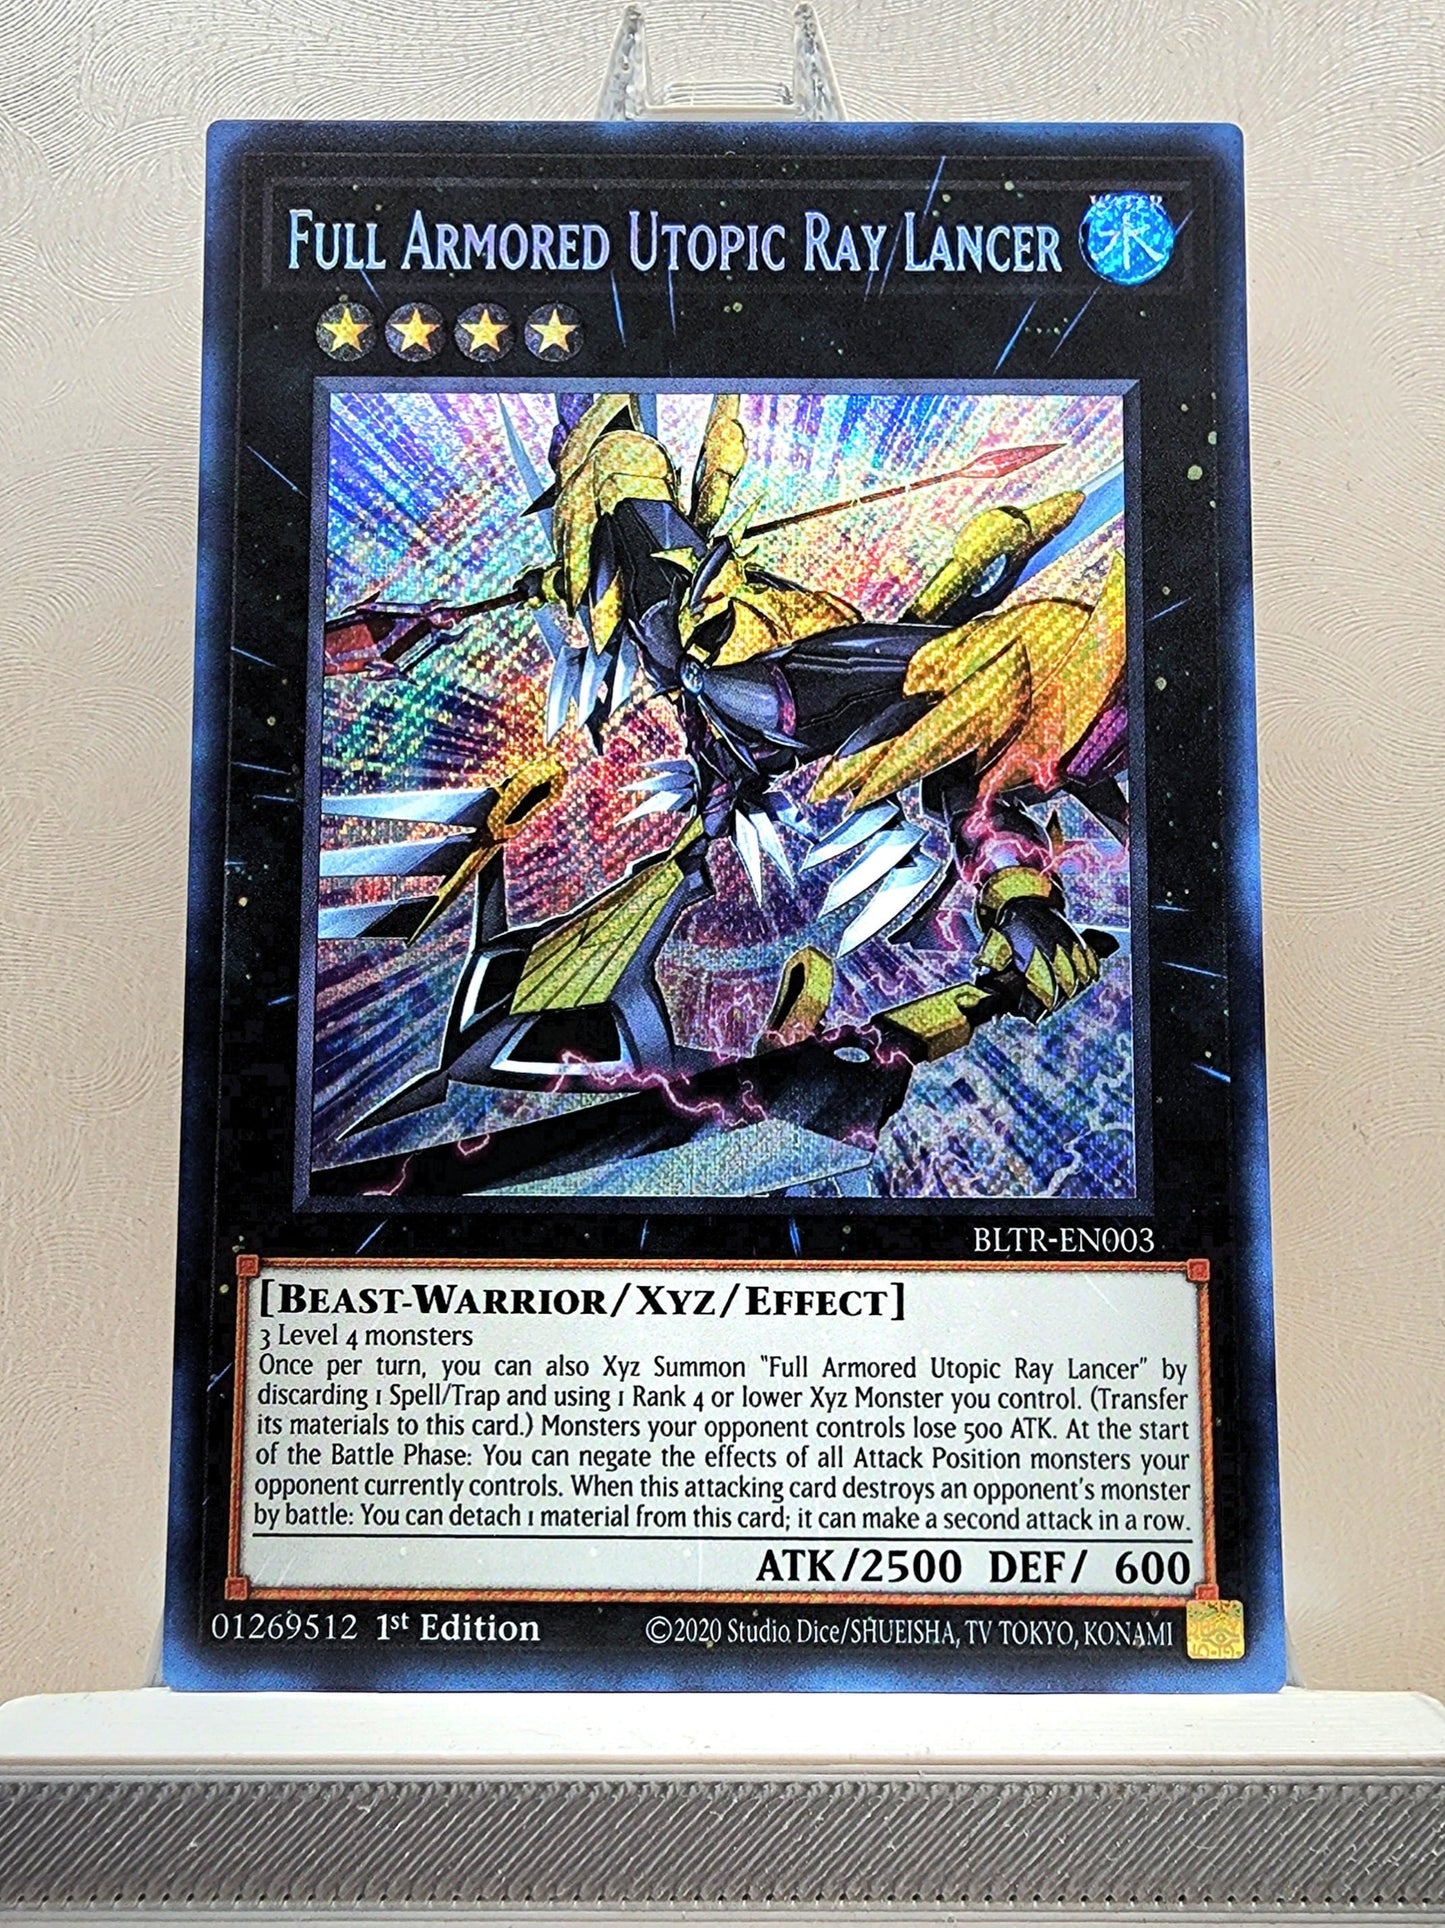 FULL ARMORED UTOPIC RAY LANCER
WATER
水
BLTR-EN003
[BEAST-WARRIOR/XYZ/EFFECT]
3 Level 4 monsters
Once per turn, you can also Xyz Summon "Full Armored Utopic Ray Lancer" by
discarding 1 Spell/Trap and using 1 Rank 4 or lower Xyz Monster you control. (Transfer
its materials to this card.) Monsters your opponent controls lose 500 ATK. At the start
of the Battle Phase: You can negate the effects of all Attack Position monsters your
opponent currently controls. When this attacking card destroys an opponent's monster
by battle: You can detach 1 material from this card; it can make a second attack in a row.
ATK/2500 DEF/ 600
01269512 1st Edition ©2020 Studio Dice/SHUEISHA, TV TOKYO, KONAMI